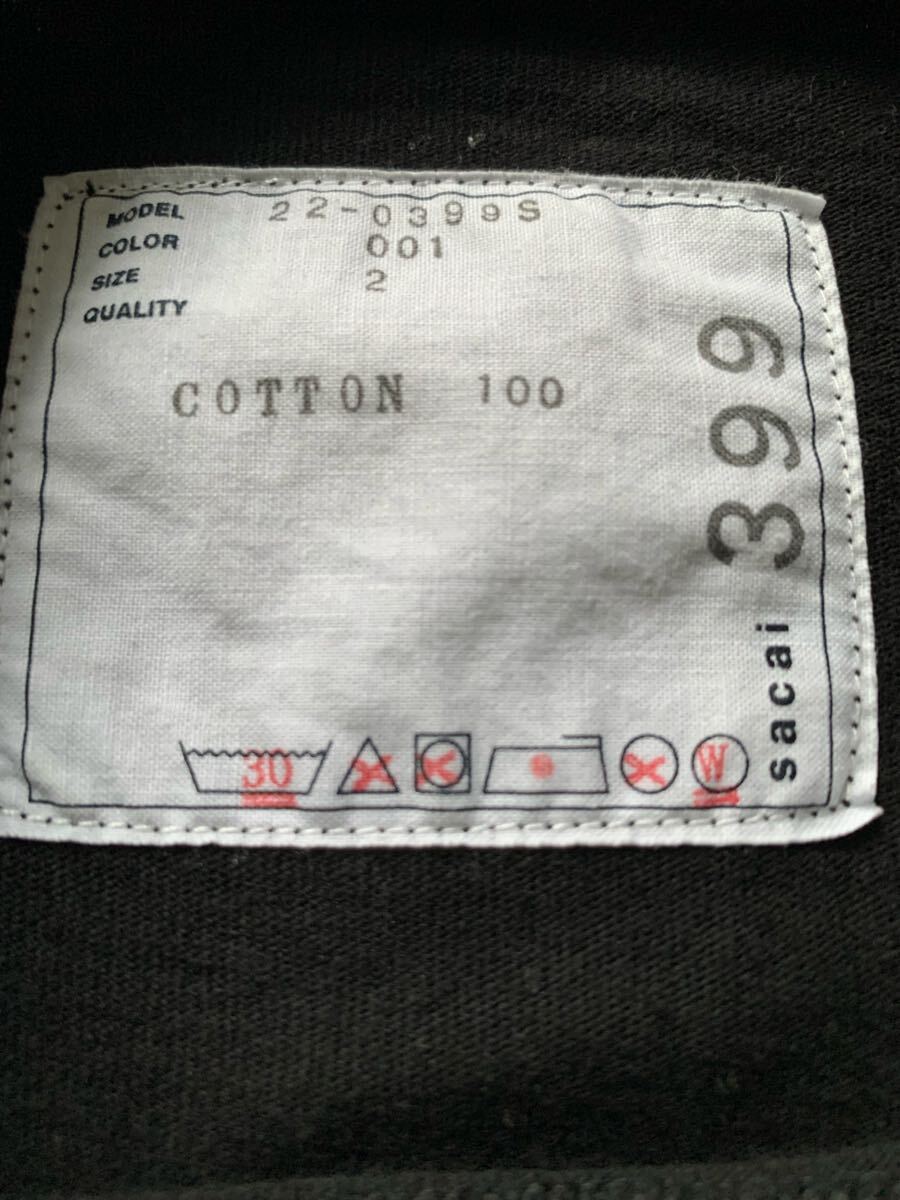 MODEL 22-0399S
COLOR 001
SIZE 2
QUALITY
COTTON 100
sacai 399
30
W